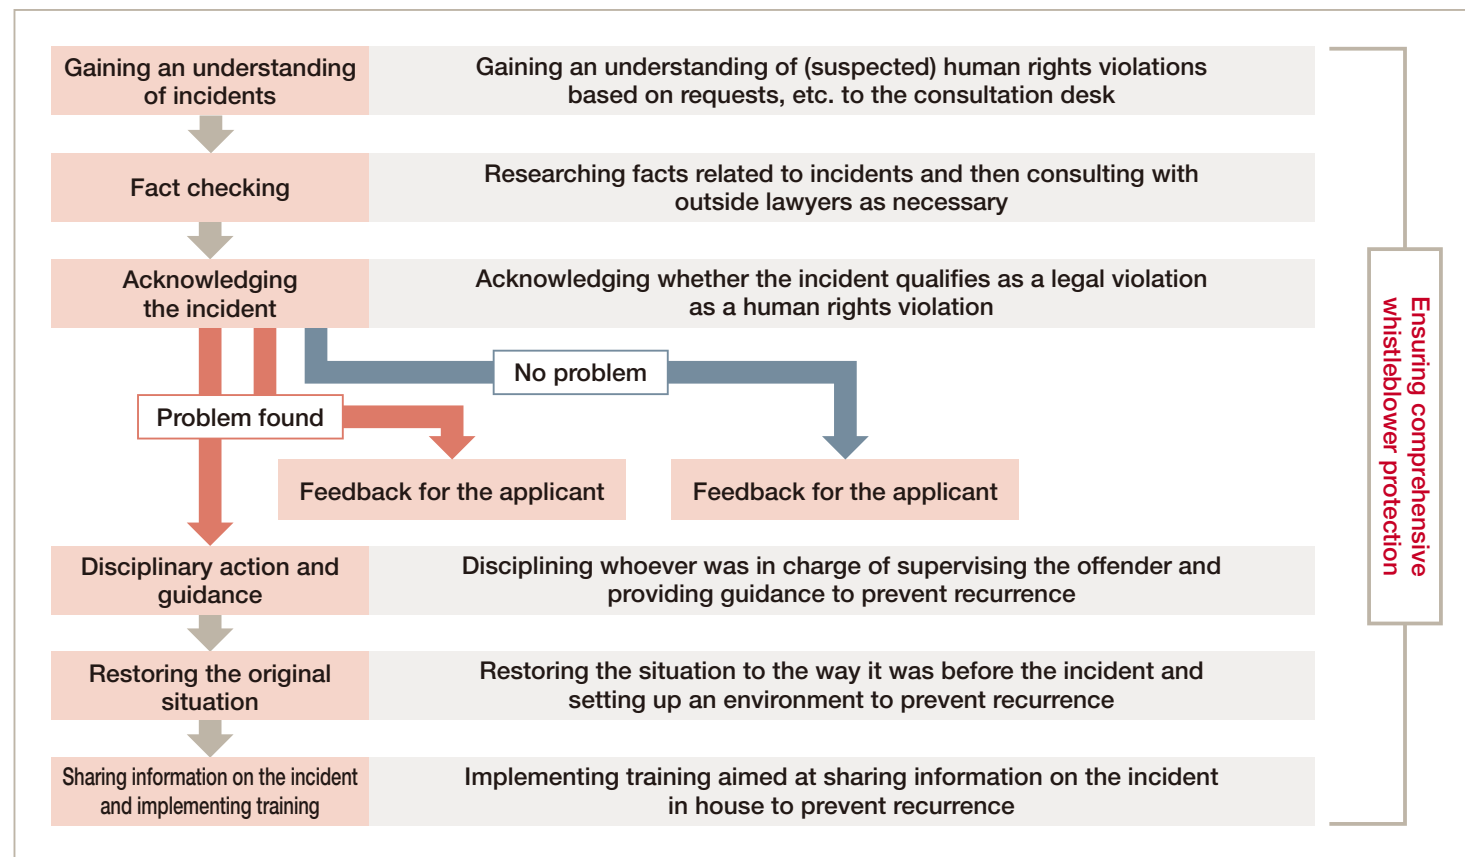 Gaining an understanding
of incidents
Gaining an understanding of (suspected) human rights violations
based on requests, etc. to the consultation desk
Fact checking
Researching facts related to incidents and then consulting with
outside lawyers as necessary
Acknowledging
the incident
Acknowledging whether the incident qualifies as a legal violation
as a human rights violation
No problem
Problem found
Feedback for the applicant
Feedback for the applicant
Disciplinary action and
guidance
Disciplining whoever was in charge of supervising the offender and
providing guidance to prevent recurrence
Restoring the original
situation
Restoring the situation to the way it was before the incident and
setting up an environment to prevent recurrence
Sharing information on the incident
and implementing training
Implementing training aimed at sharing information on the incident
in house to prevent recurrence
Ensuring comprehensive
whistleblower protection